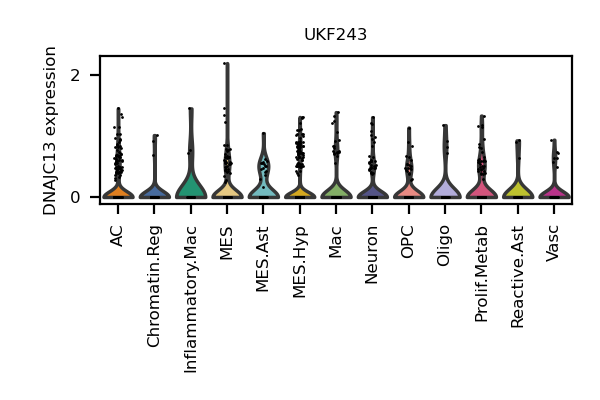 UKF243
DNAJC13 expression
2
0
AC
Chromatin.Reg
Inflammatory.Mac
MES
MES.Ast
MES.Hyp
Mac
Neuron
OPC
Oligo
Prolif.Metab
Reactive.Ast
Vasc